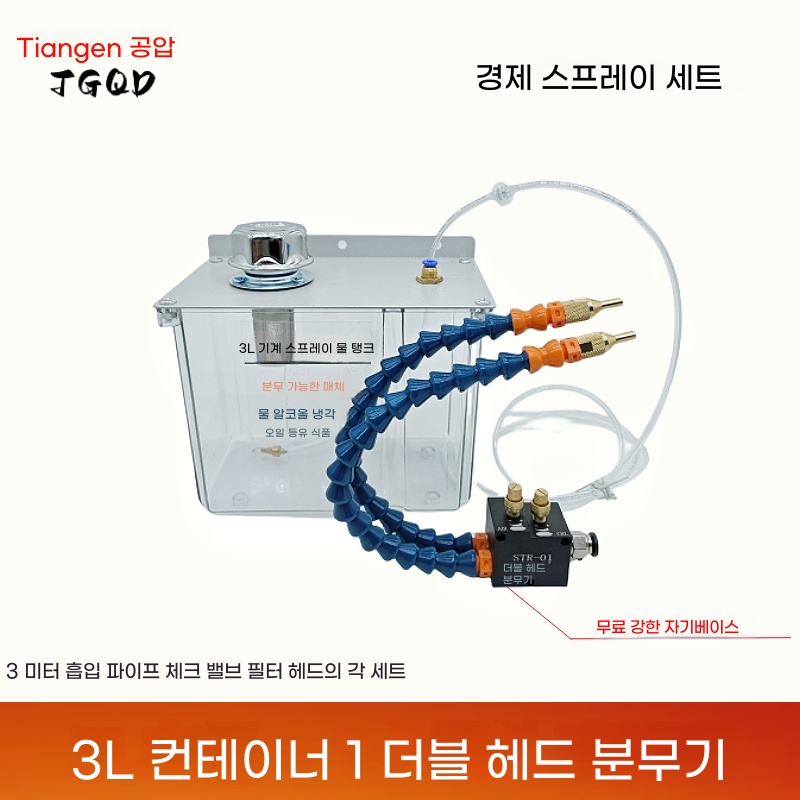 Tiangen 공압
JGQD
경제 스프레이 세트
3L 기계 스프레이 물 탱크
분무 가능한 매체
물 알코올 냉각
오일 등유 식품
STR-01
더블 헤드
분무기
무료 강한 자기베이스
3 미터 흡입 파이프 체크 밸브 필터 헤드의 각 세트
3L 컨테이너 1 더블 헤드 분무기